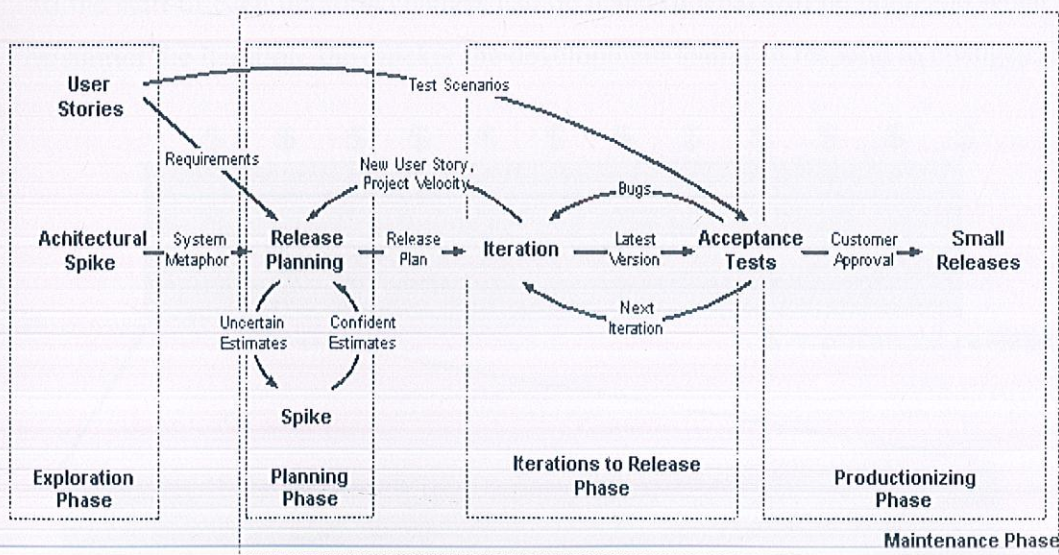 User
Stories
Test Scenarios
Requirements
New User Story,
Project Velocity
Bugs
Achitectural
Spike
System
Metaphor
Release
Planning
Release
Plan
Iteration
Latest
Version
Acceptance
Tests
Customer
Approval
Small
Releases
Next
Iteration
Uncertain
Estimates
Confident
Estimates
Spike
Exploration
Phase
Planning
Phase
Iterations to Release
Phase
Productionizing
Phase
Maintenance Phase